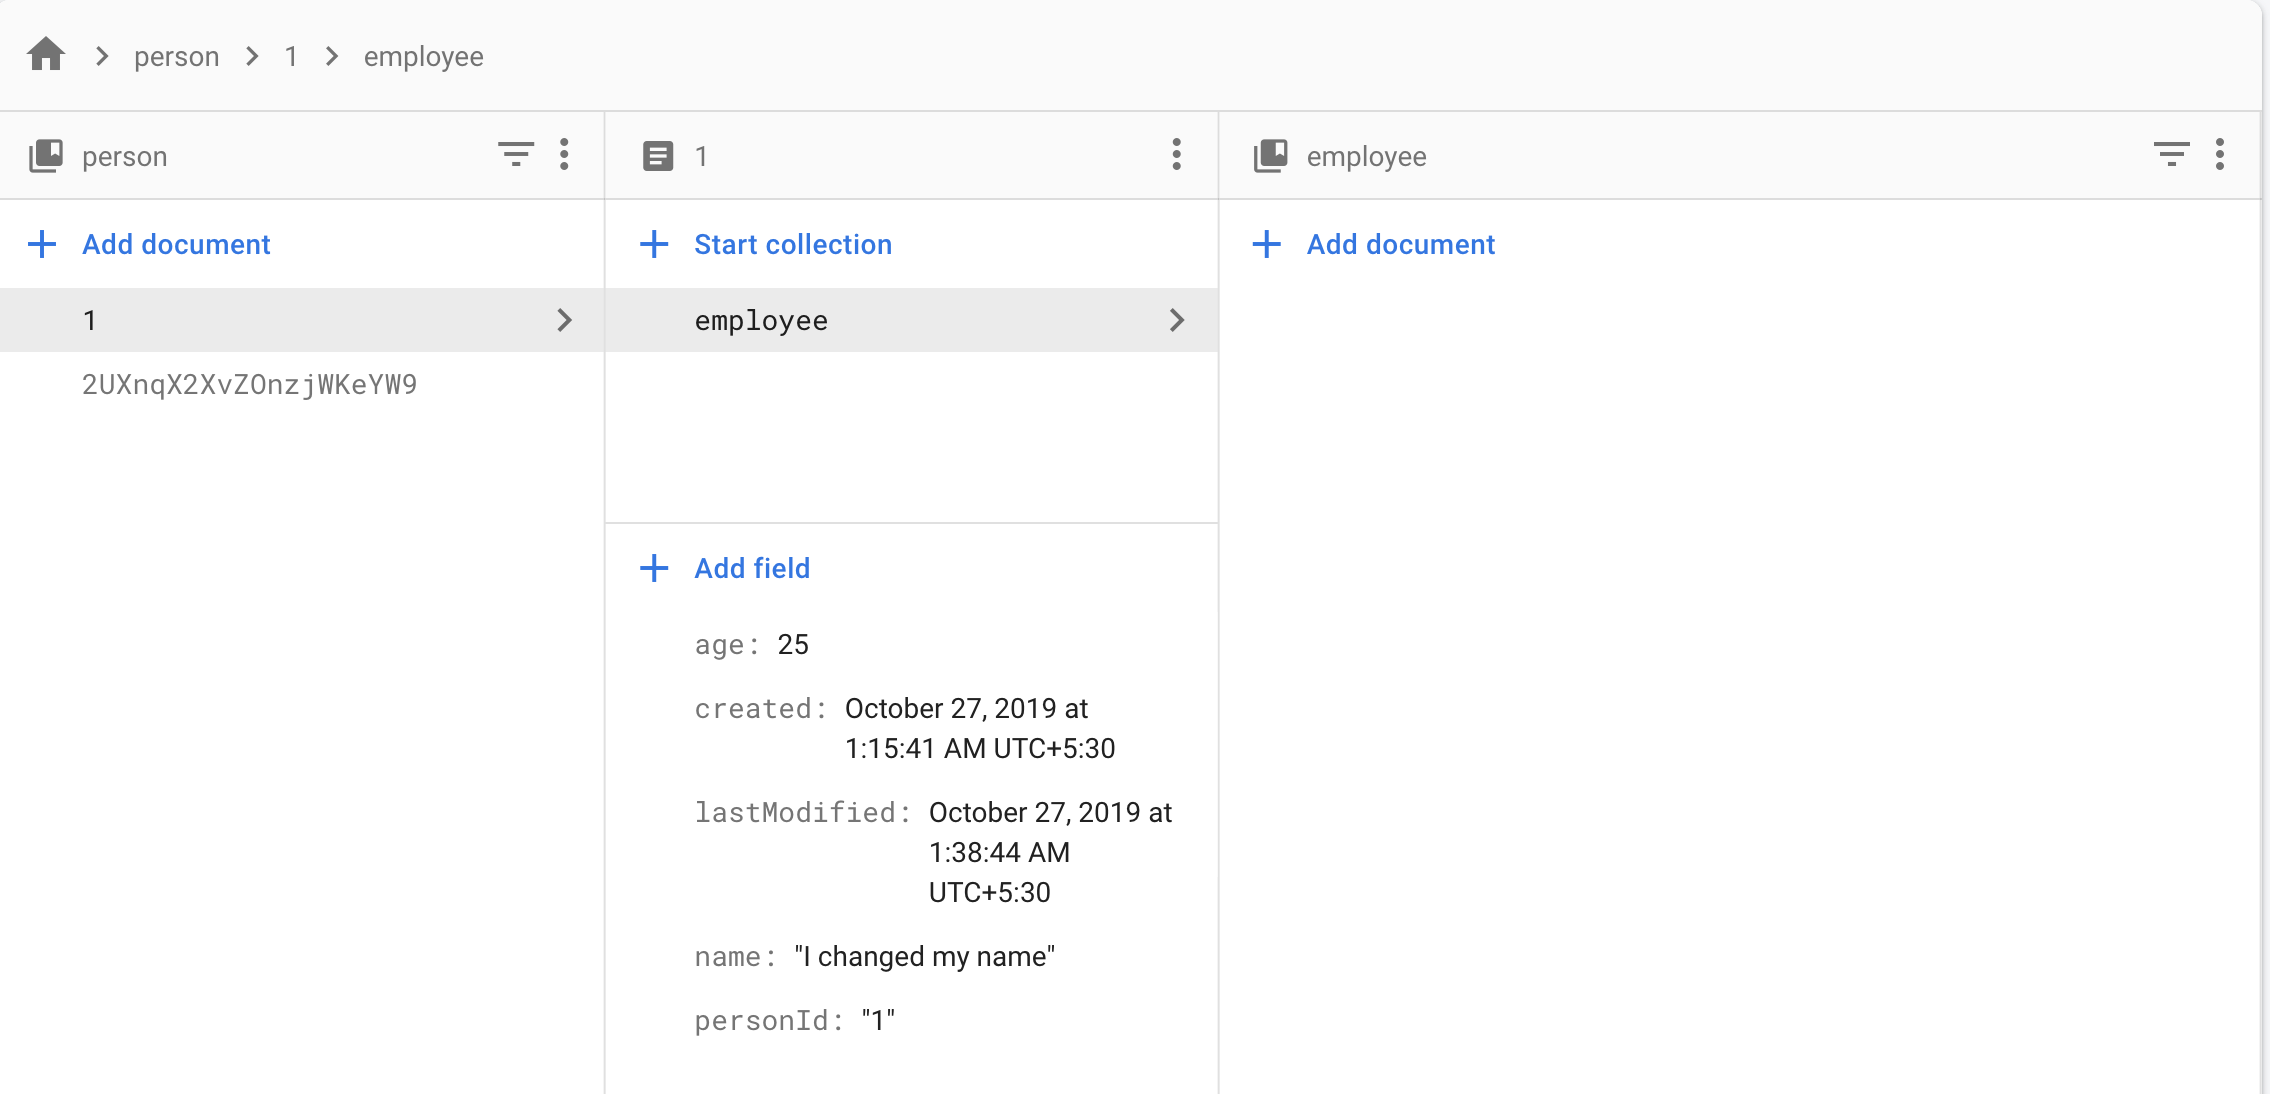 person 1 employee
person
Add document
1
2UXnqX2XvZOnzjWKeYW9
1
Start collection
employee
Add field
age: 25
created: October 27, 2019 at
1:15:41 AM UTC+5:30
lastModified: October 27, 2019 at
1:38:44 AM
UTC+5:30
name: "I changed my name"
personId: "1"
employee
Add document